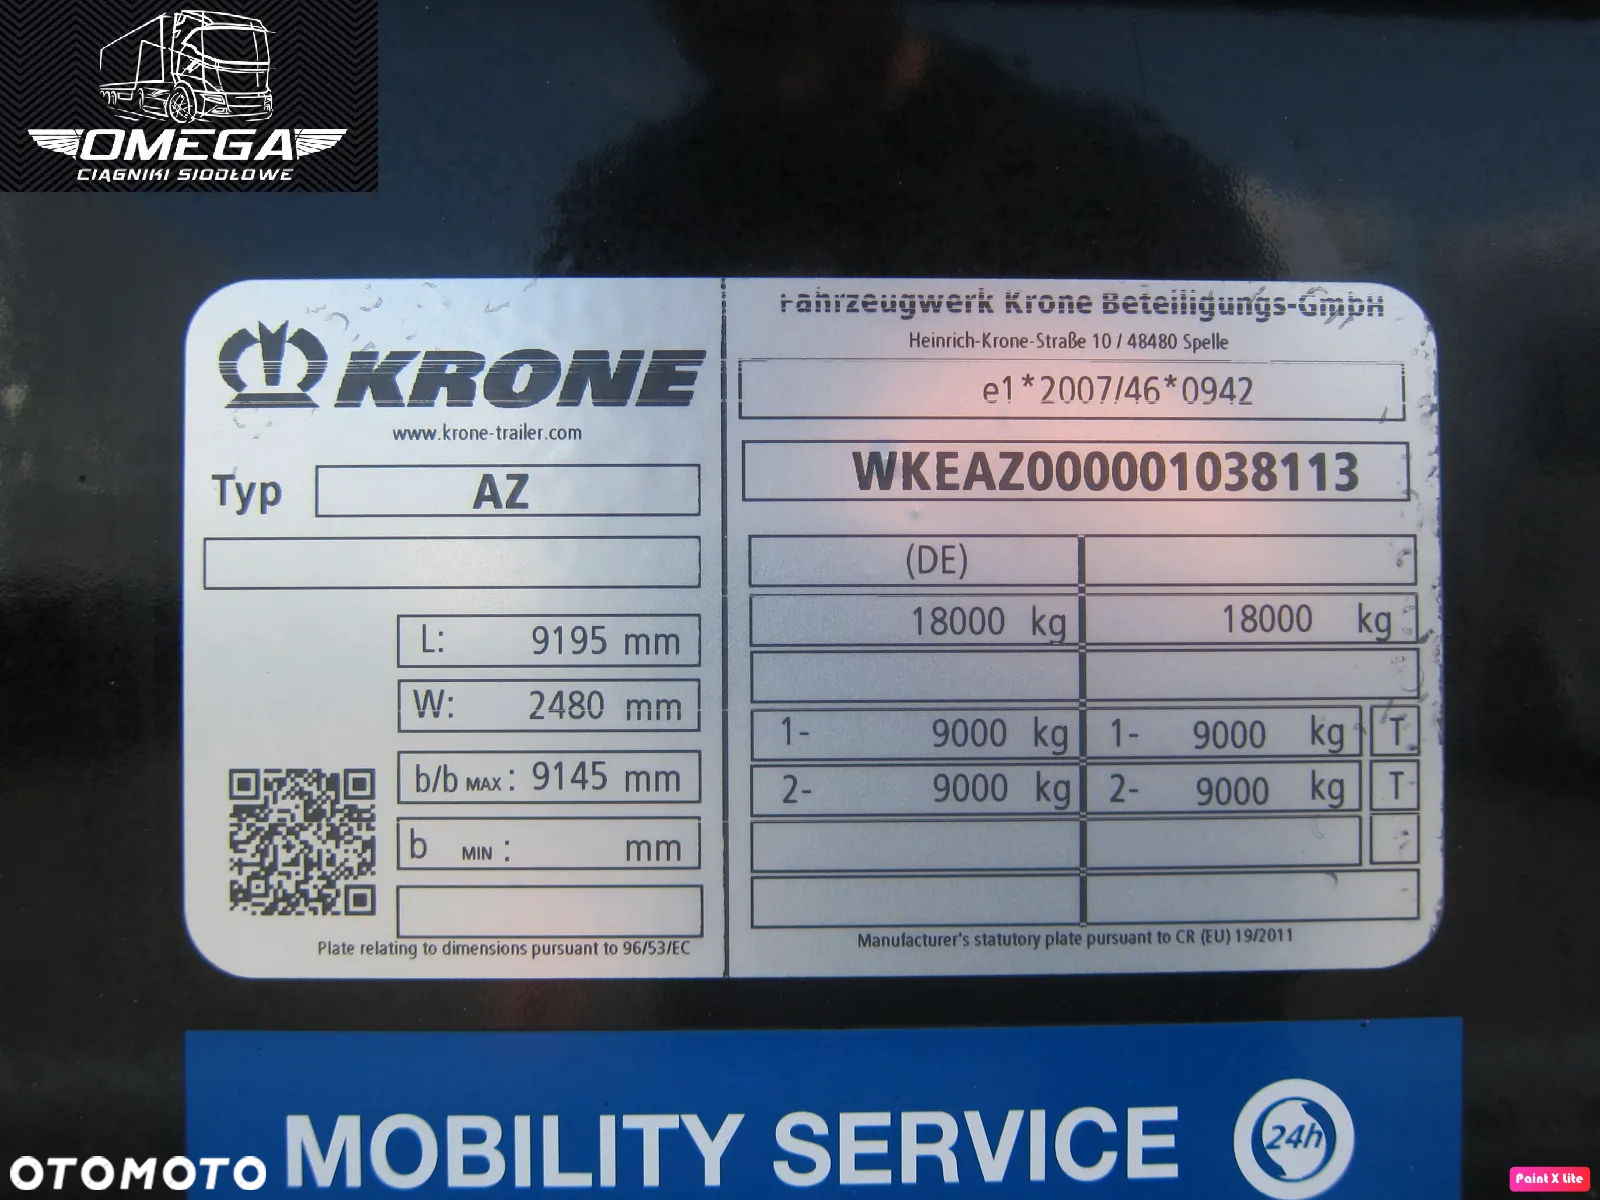 OMEGA
CIĄGNIKI SIODŁOWE
KRONE
www.krone-trailer.com
Typ AZ
L: 9195 mm
W: 2480 mm
b/b MAX : 9145 mm
b MIN : mm
Plate relating to dimensions pursuant to 96/53/EC
Fahrzeugwerk Krone Beteiligungs-GmbH
Heinrich-Krone-Straße 10 / 48480 Spelle
e1*2007/46*0942
WKEAZ000001038113
(DE)
18000 kg 18000 kg
1- 9000 kg 1- 9000 kg T
2- 9000 kg 2- 9000 kg T
Manufacturer's statutory plate pursuant to CR (EU) 19/2011
MOBILITY SERVICE 24h
OTOMOTO
Paint X lite